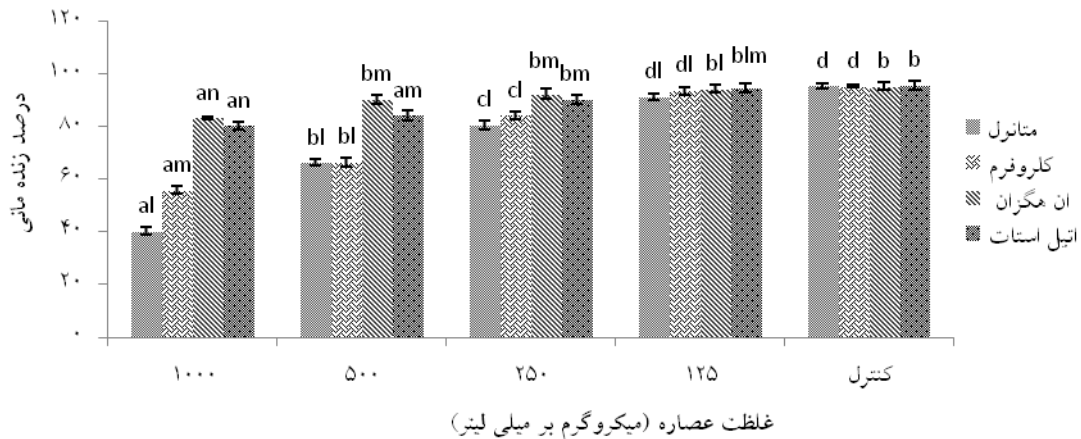 درصد زنده مانی
۱۲۰
۱۰۰
۸۰
۶۰
۴۰
۲۰
۰
al am an an
bl bl bm am
cl cl bm bm
dl dl bl blm
d d b b
۱۰۰۰ ۵۰۰ ۲۵۰ ۱۲۵ کنترل
غلظت عصاره (میکروگرم بر میلی لیتر)
متانول
کلروفرم
ان هگزان
اتیل استات